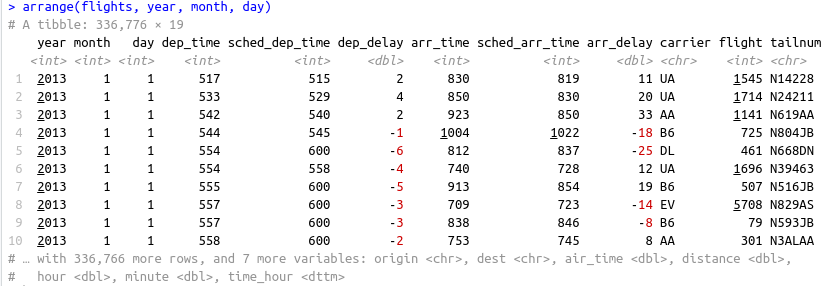 > arrange(flights, year, month, day)
# A tibble: 336,776 × 19
year month day dep_time sched_dep_time dep_delay arr_time sched_arr_time arr_delay carrier flight tailnum
<int> <int> <int> <int> <int> <dbl> <int> <int> <dbl> <chr> <int> <chr>
1 2013 1 1 517 515 2 830 819 11 UA 1545 N14228
2 2013 1 1 533 529 4 850 830 20 UA 1714 N24211
3 2013 1 1 542 540 2 923 850 33 AA 1141 N619AA
4 2013 1 1 544 545 -1 1004 1022 -18 B6 725 N804JB
5 2013 1 1 554 600 -6 812 837 -25 DL 461 N668DN
6 2013 1 1 554 558 -4 740 728 12 UA 1696 N39463
7 2013 1 1 555 600 -5 913 854 19 B6 507 N516JB
8 2013 1 1 557 600 -3 709 723 -14 EV 5708 N829AS
9 2013 1 1 557 600 -3 838 846 -8 B6 79 N593JB
10 2013 1 1 558 600 -2 753 745 8 AA 301 N3ALAA
# … with 336,766 more rows, and 7 more variables: origin <chr>, dest <chr>, air_time <dbl>, distance <dbl>,
# hour <dbl>, minute <dbl>, time_hour <dttm>